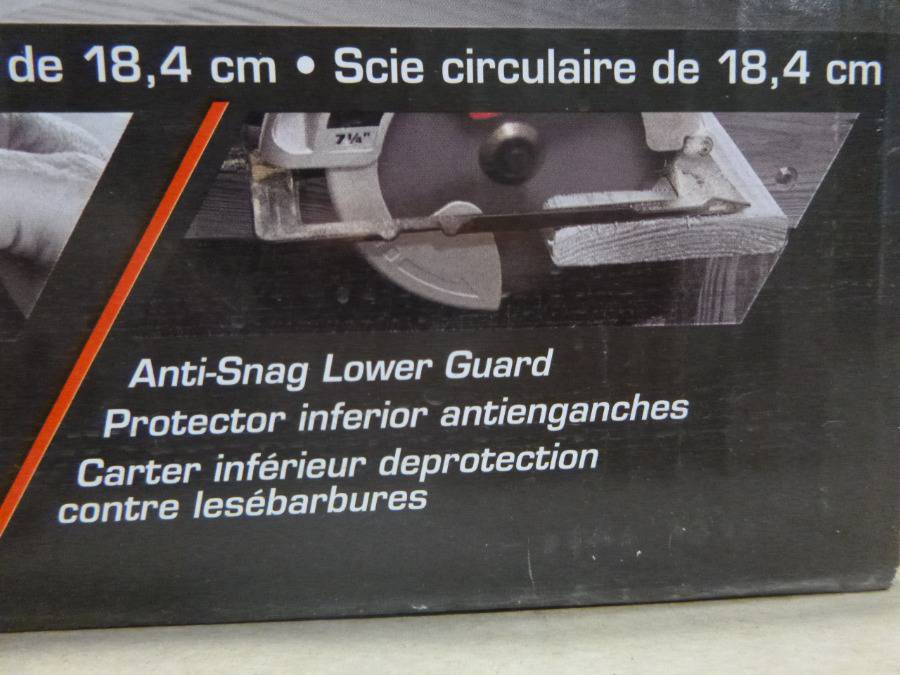 de 18,4 cm • Scie circulaire de 18,4 cm
7¼"
Anti-Snag Lower Guard
Protector inferior antienganches
Carter inférieur deprotection
contre lesébarbures